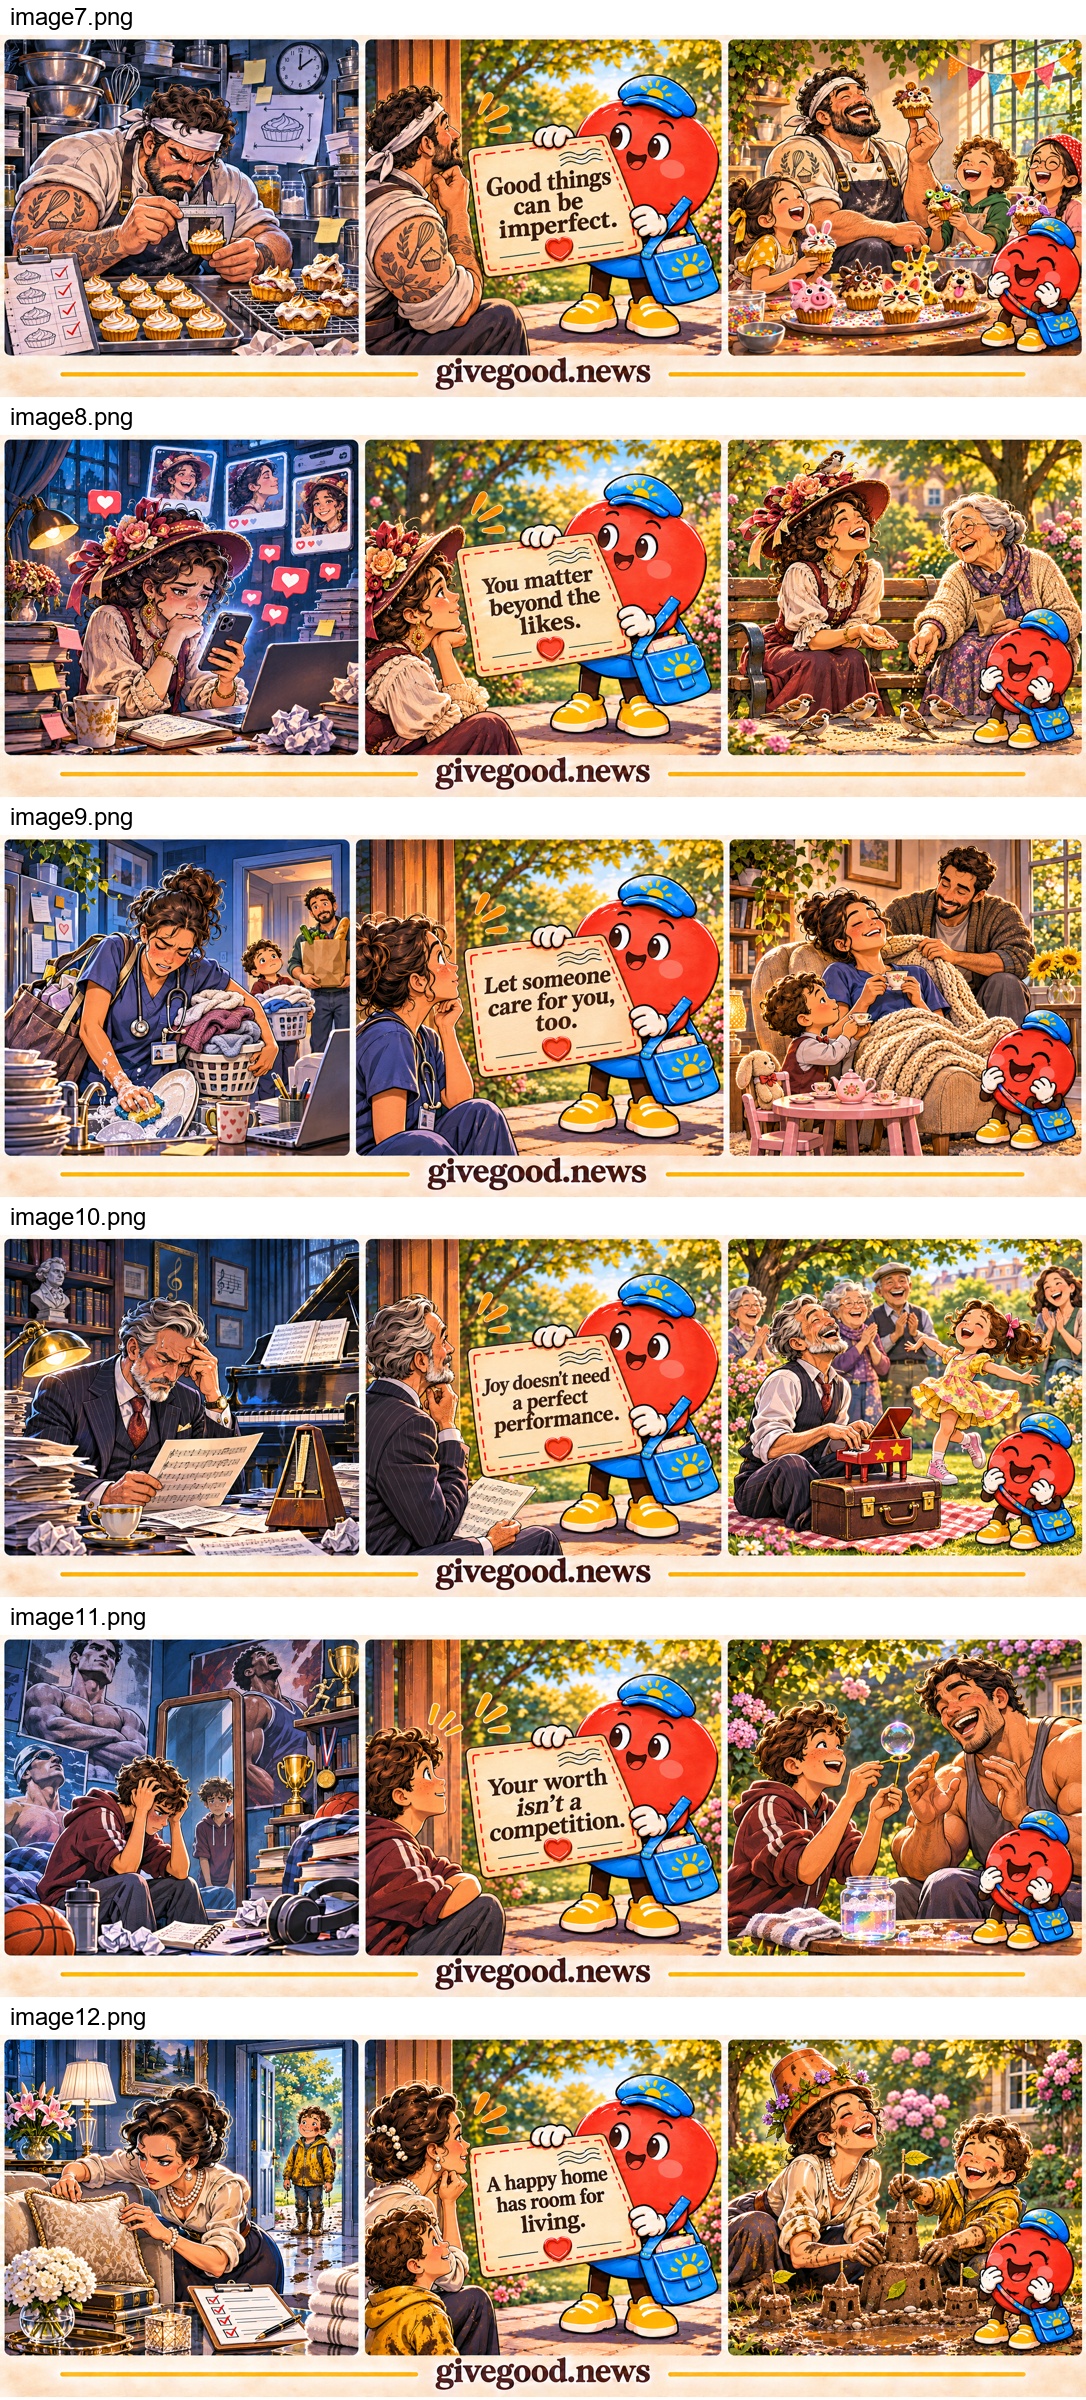 image7.png
Good things
can be
imperfect.
givegood.news
image8.png
You matter
beyond the
likes.
givegood.news
image9.png
Let someone
care for you,
too.
givegood.news
image10.png
Joy doesn't need
a perfect
performance.
givegood.news
image11.png
Your worth
isn't a
competition.
givegood.news
image12.png
A happy home
has room for
living.
givegood.news